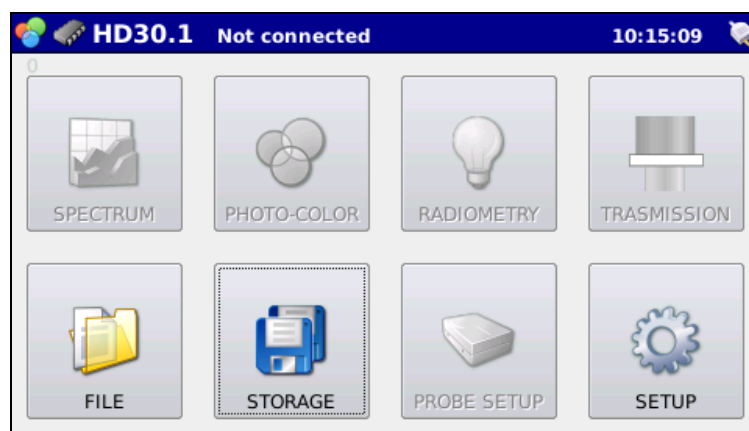 HD30.1 Not connected 10:15:09
0
SPECTRUM PHOTO-COLOR RADIOMETRY TRASMISSION
FILE STORAGE PROBE SETUP SETUP